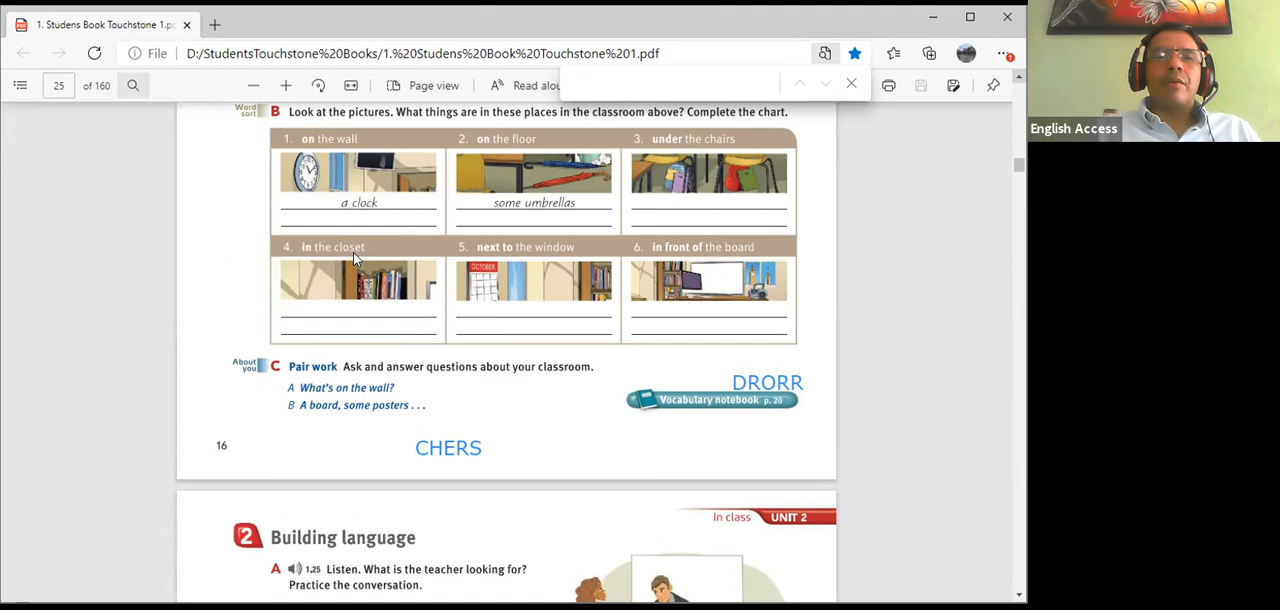 1. Studens Book Touchstone 1.pc
File D:/StudentsTouchstone%20Books/1.%20Studens%20Book%20Touchstone%201.pdf
25 of 160 Page view Read alou
Word sort B Look at the pictures. What things are in these places in the classroom above? Complete the chart.
1. on the wall 2. on the floor 3. under the chairs
a clock some umbrellas
4. in the closet 5. next to the window 6. in front of the board
OCTOBER
About you C Pair work Ask and answer questions about your classroom.
A What's on the wall?
B A board, some posters . . .
DRORR
Vocabulary notebook p. 20
16
CHERS
In class UNIT 2
2 Building language
A 1.25 Listen. What is the teacher looking for?
Practice the conversation.
English Access